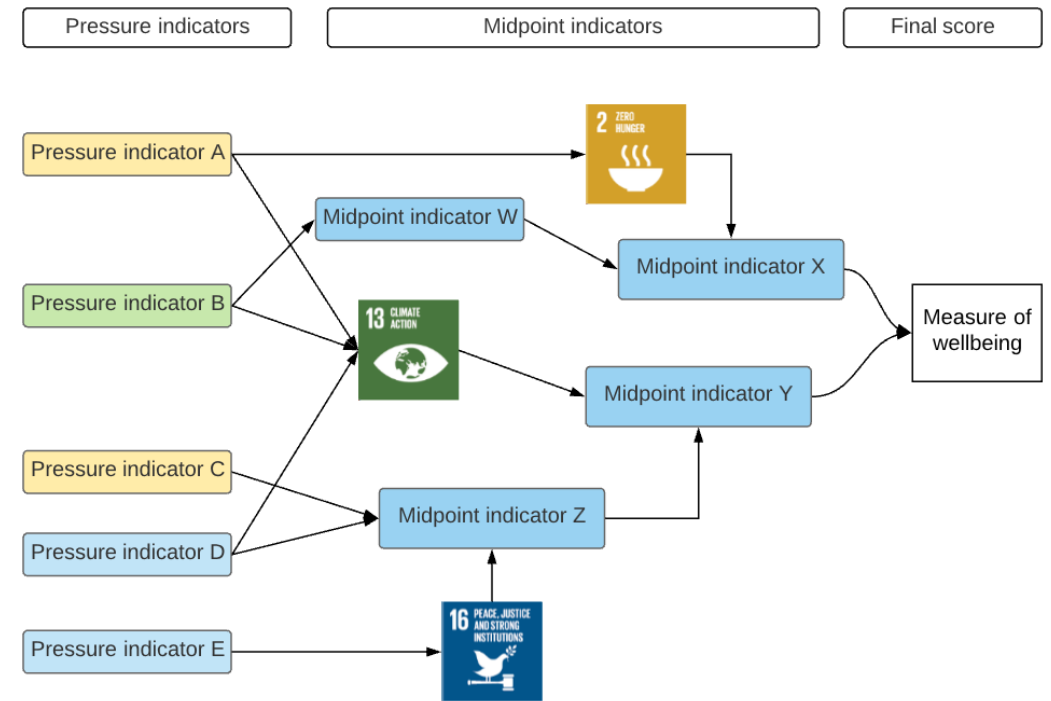 Pressure indicators
Midpoint indicators
Final score
2 ZERO
HUNGER
Pressure indicator A
Midpoint indicator W
Midpoint indicator X
Pressure indicator B
13 CLIMATE
ACTION
Measure of
wellbeing
Midpoint indicator Y
Pressure indicator C
Midpoint indicator Z
Pressure indicator D
16 PEACE, JUSTICE
AND STRONG
INSTITUTIONS
Pressure indicator E